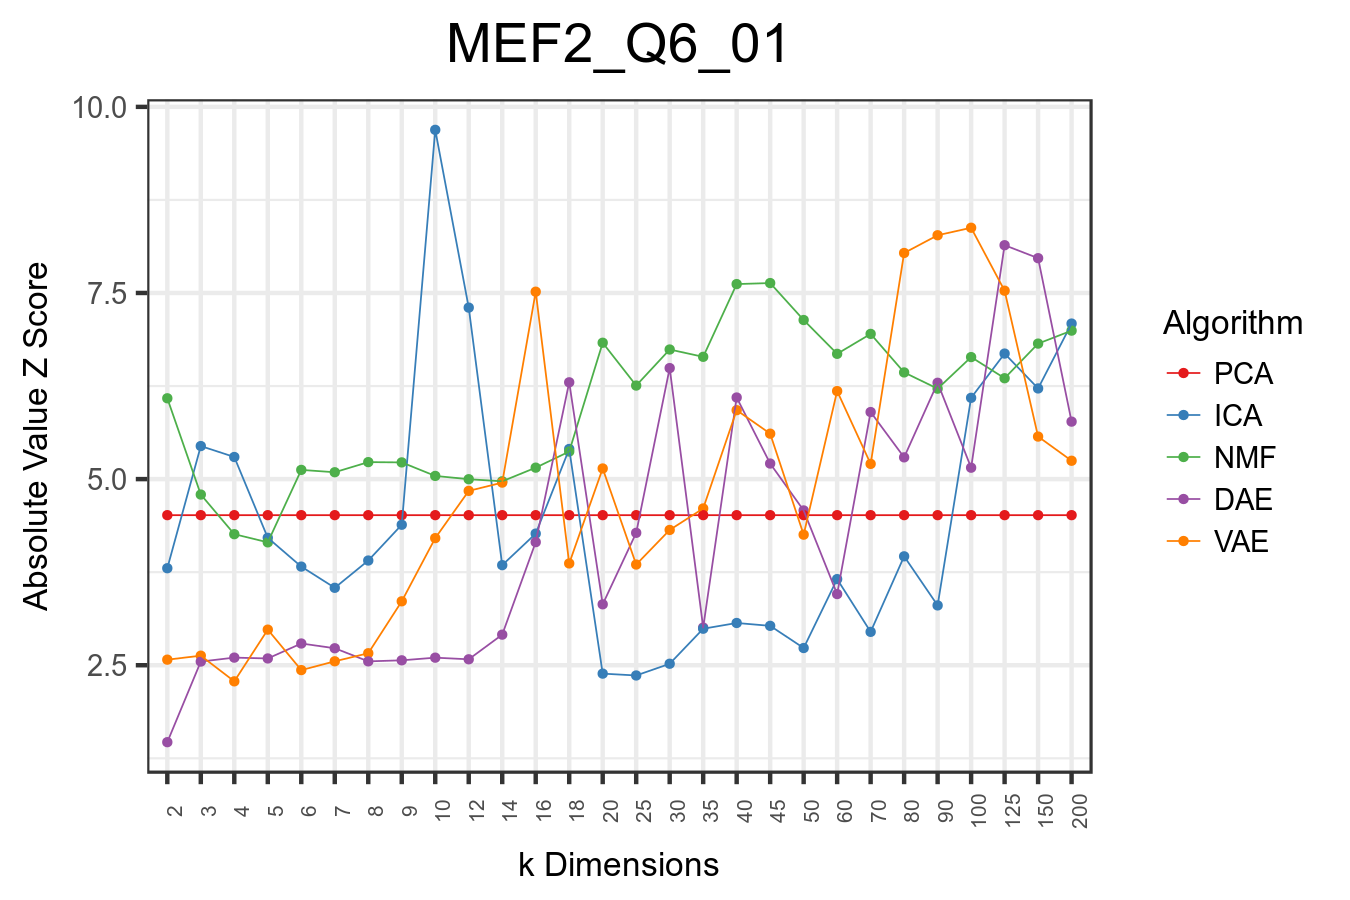 MEF2_Q6_01
Absolute Value Z Score
10.0
7.5
5.0
2.5
2 3 4 5 6 7 8 9 10 12 14 16 18 20 25 30 35 40 45 50 60 70 80 90 100 125 150 200
k Dimensions
Algorithm
PCA
ICA
NMF
DAE
VAE